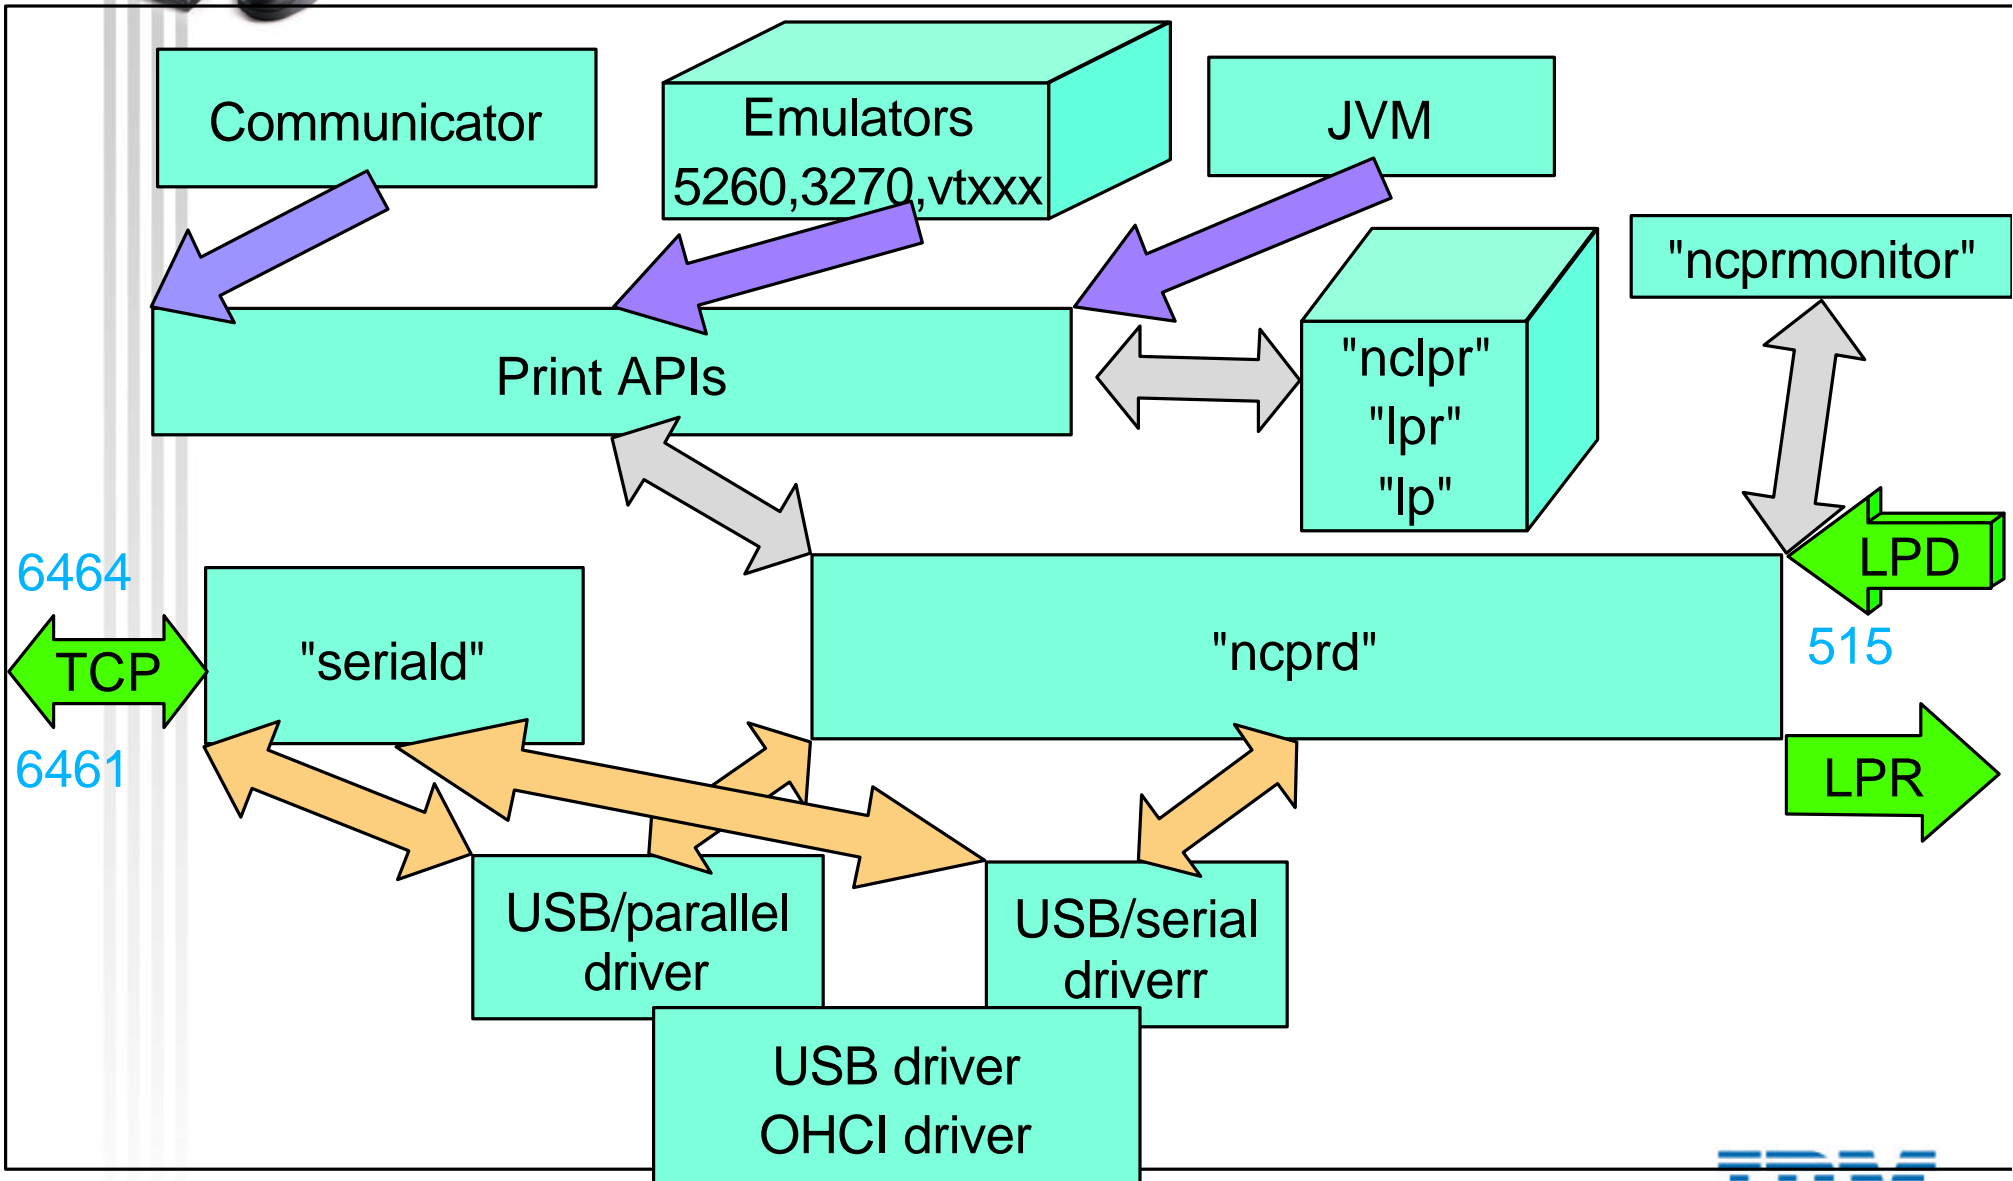 Communicator
Emulators
5260,3270,vtxxx
JVM
"ncprmonitor"
Print APIs
"nclpr"
"lpr"
"lp"
6464
TCP
6461
"seriald"
"ncprd"
LPD
515
LPR
USB/parallel
driver
USB/serial
driverr
USB driver
OHCI driver